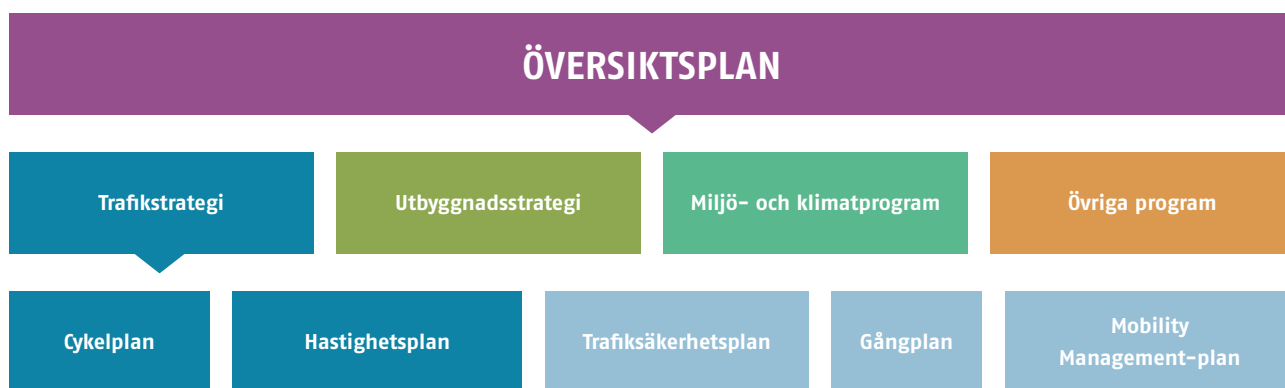 ÖVERSIKTSPLAN
Trafikstrategi
Utbyggnadsstrategi
Miljö- och klimatprogram
Övriga program
Cykelplan
Hastighetsplan
Trafiksäkerhetsplan
Gångplan
Mobility
Management-plan